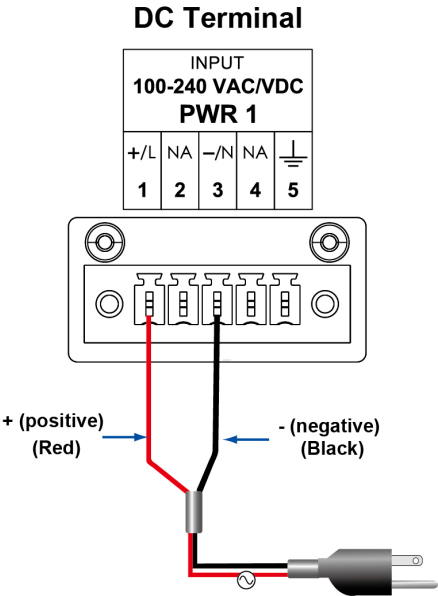 DC Terminal
INPUT
100-240 VAC/VDC
PWR 1
+/L NA −/N NA
1 2 3 4 5
+ (positive)
(Red)
- (negative)
(Black)